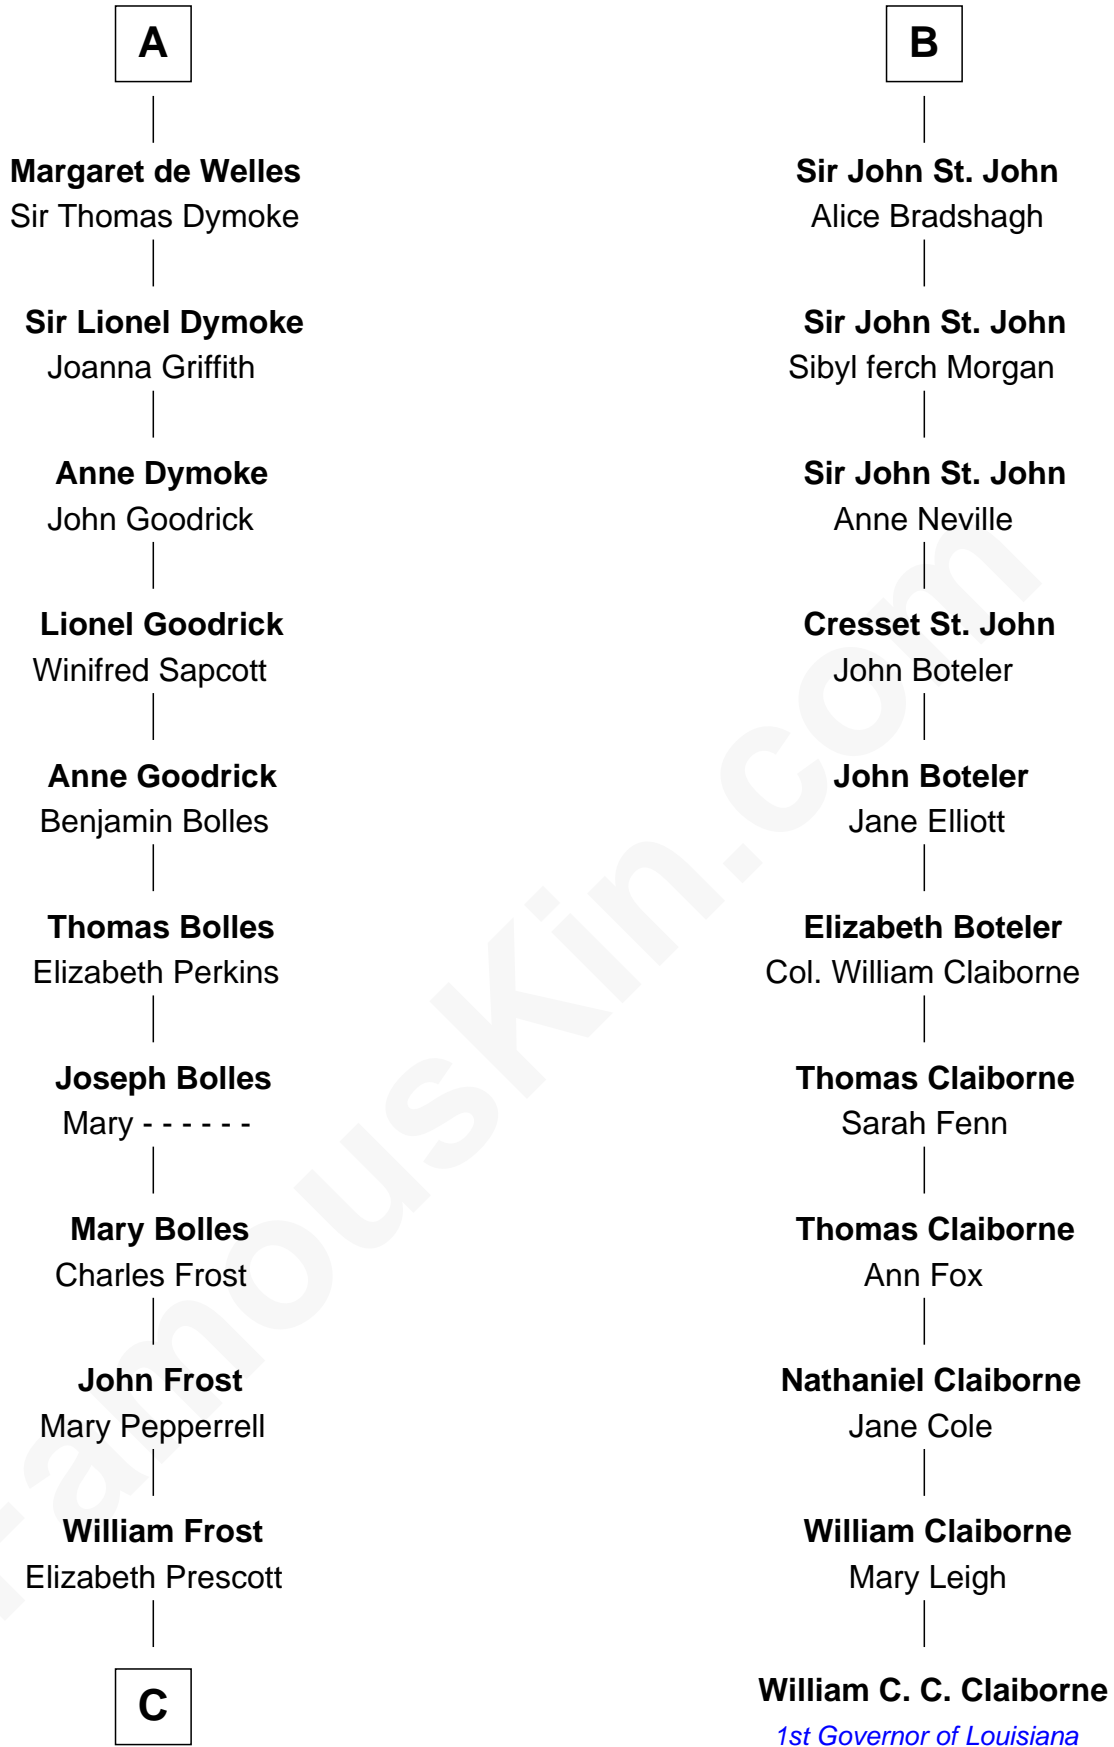 A
Margaret de Welles
Sir Thomas Dymoke
Sir Lionel Dymoke
Joanna Griffith
Anne Dymoke
John Goodrick
Lionel Goodrick
Winifred Sapcott
Anne Goodrick
Benjamin Bolles
Thomas Bolles
Elizabeth Perkins
Joseph Bolles
Mary - - - - - -
Mary Bolles
Charles Frost
John Frost
Mary Pepperrell
William Frost
Elizabeth Prescott
C
B
Sir John St. John
Alice Bradshagh
Sir John St. John
Sibyl ferch Morgan
Sir John St. John
Anne Neville
Cresset St. John
John Boteler
John Boteler
Jane Elliott
Elizabeth Boteler
Col. William Claiborne
Thomas Claiborne
Sarah Fenn
Thomas Claiborne
Ann Fox
Nathaniel Claiborne
Jane Cole
William Claiborne
Mary Leigh
William C. C. Claiborne
1st Governor of Louisiana
FamousKin.com